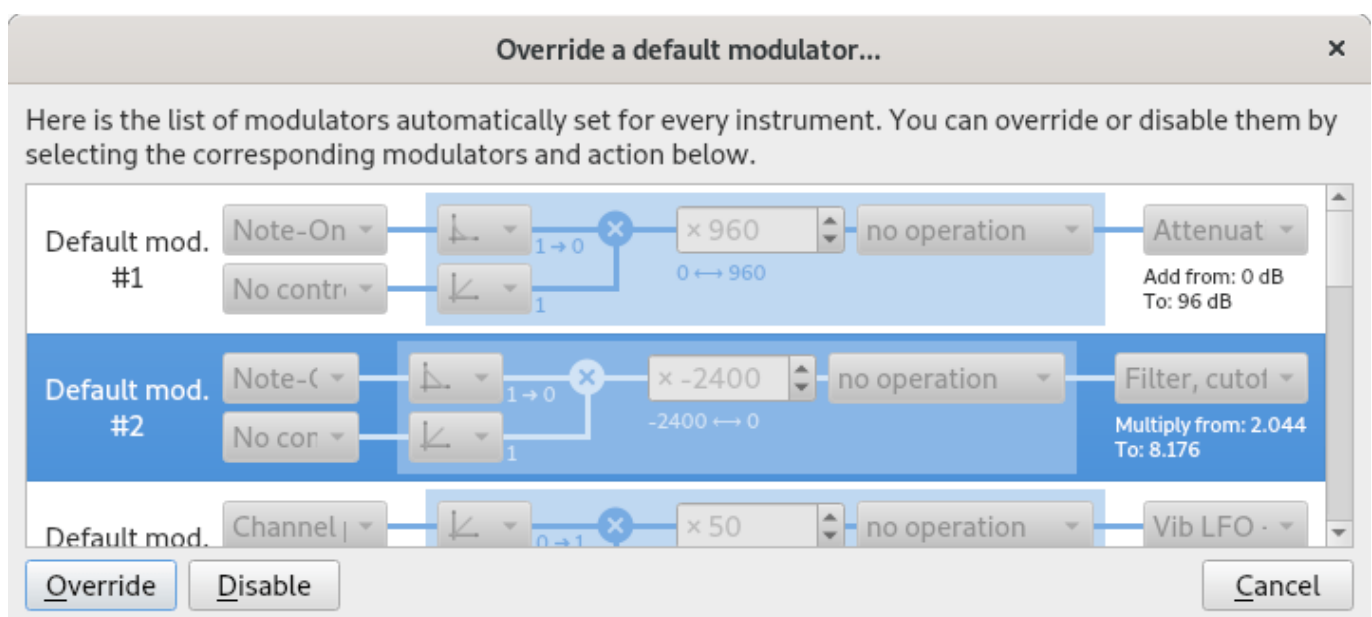 Override a default modulator...
×
Here is the list of modulators automatically set for every instrument. You can override or disable them by
selecting the corresponding modulators and action below.
Default mod.
#1
Note-On
1→0
× 960
no operation
Attenuat
No contr
1
0 ⟷ 960
Add from: 0 dB
To: 96 dB
Default mod.
#2
Note-(
1→0
× -2400
no operation
Filter, cutof
No con
1
-2400 ⟷ 0
Multiply from: 2.044
To: 8.176
Default mod.
Channel
0→1
× 50
no operation
Vib LFO
Override
Disable
Cancel